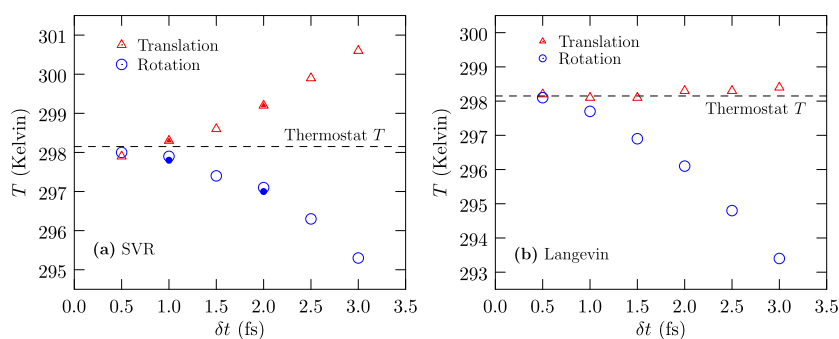 301
300
299
298
297
296
295
T (Kelvin)
Translation
Rotation
Thermostat T
(a) SVR
0.0 0.5 1.0 1.5 2.0 2.5 3.0 3.5
δt (fs)
300
299
298
297
296
295
294
293
T (Kelvin)
Translation
Rotation
Thermostat T
(b) Langevin
0.0 0.5 1.0 1.5 2.0 2.5 3.0 3.5
δt (fs)